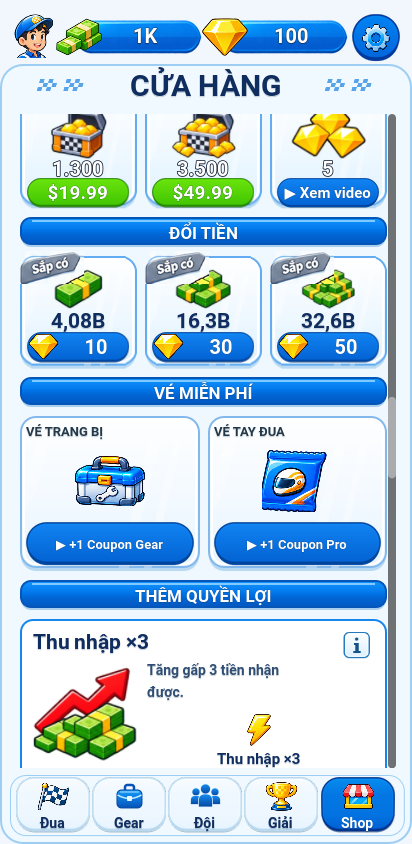 1K
100
CỬA HÀNG
1.300
3.500
5
$19.99
$49.99
▶ Xem video
ĐỔI TIỀN
Sắp có
Sắp có
Sắp có
4,08B
16,3B
32,6B
10
30
50
VÉ MIỄN PHÍ
VÉ TRANG BỊ
VÉ TAY ĐUA
▶ +1 Coupon Gear
▶ +1 Coupon Pro
THÊM QUYỀN LỢI
Thu nhập ×3
i
Tăng gấp 3 tiền nhận
được.
Thu nhập ×3
Đua
Gear
Đội
Giải
Shop